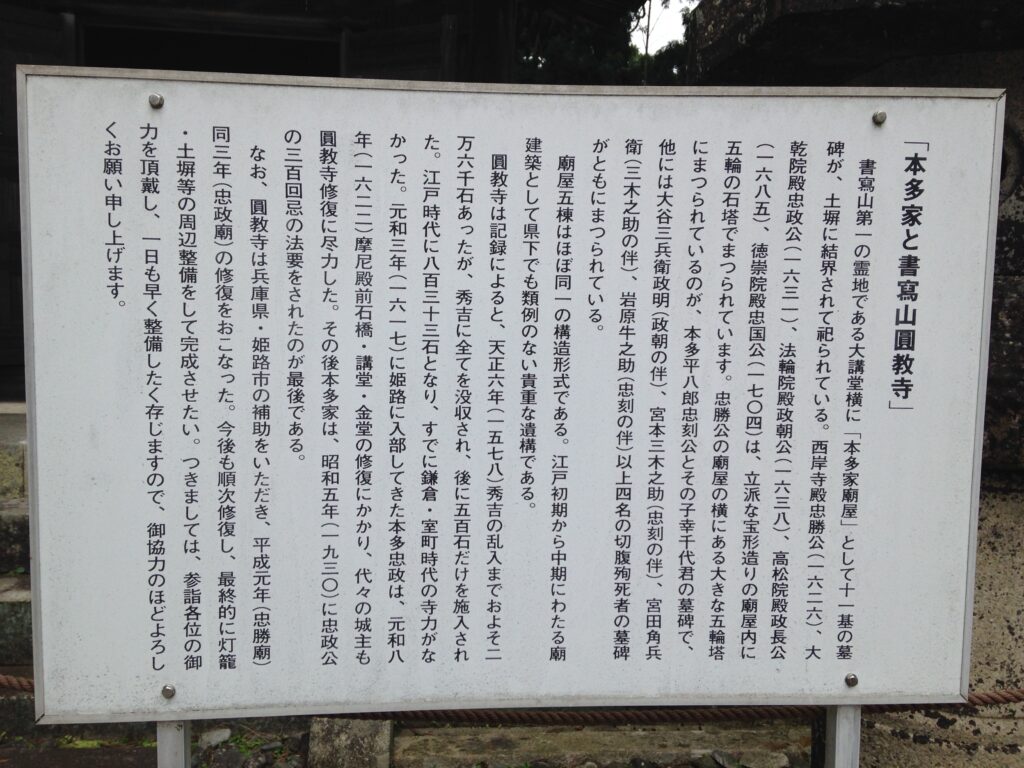 「本多家と書寫山圓教寺」
書寫山第一の霊地である大講堂横に「本多家廟屋」として十一基の墓
碑が、土塀に結界されて祀られている。西岸寺殿忠勝公(一六二六)、大
乾院殿忠政公(一六三一)、法輪院殿政朝公(一六三八)、高松院殿政長公
(一六八五)、徳崇院殿忠国公(一七〇四)は、立派な宝形造りの廟屋内に
五輪の石塔でまつられています。忠勝公の廟屋の横にある大きな五輪塔
にまつられているのが、本多平八郎忠刻公とその子幸千代君の墓碑で、
他には大谷三兵衛政明(政朝の伴)、宮本三木之助(忠刻の伴)、宮田角兵
衛(三木之助の伴)、岩原牛之助(忠刻の伴)以上四名の切腹殉死者の墓碑
がともにまつられている。
廟屋五棟はほぼ同一の構造形式である。江戸初期から中期にわたる廟
建築として県下でも類例のない貴重な遺構である。
圓教寺は記録によると、天正六年(一五七八)秀吉の乱入までおよそ二
万六千石あったが、秀吉に全てを没収され、後に五百石だけを施入され
た。江戸時代に八百三十三石となり、すでに鎌倉・室町時代の寺力がな
かった。元和三年(一六一七)に姫路に入部してきた本多忠政は、元和八
年(一六二二)摩尼殿前石橋・講堂・金堂の修復にかかり、代々の城主も
圓教寺修復に尽力した。その後本多家は、昭和五年(一九三〇)に忠政公
の三百回忌の法要をされたのが最後である。
なお、圓教寺は兵庫県・姫路市の補助をいただき、平成元年(忠勝廟)
同三年(忠政廟)の修復をおこなった。今後も順次修復し、最終的に灯籠
・土塀等の周辺整備をして完成させたい。つきましては、参詣各位の御
力を頂戴し、一日も早く整備したく存じますので、御協力のほどよろし
くお願い申し上げます。